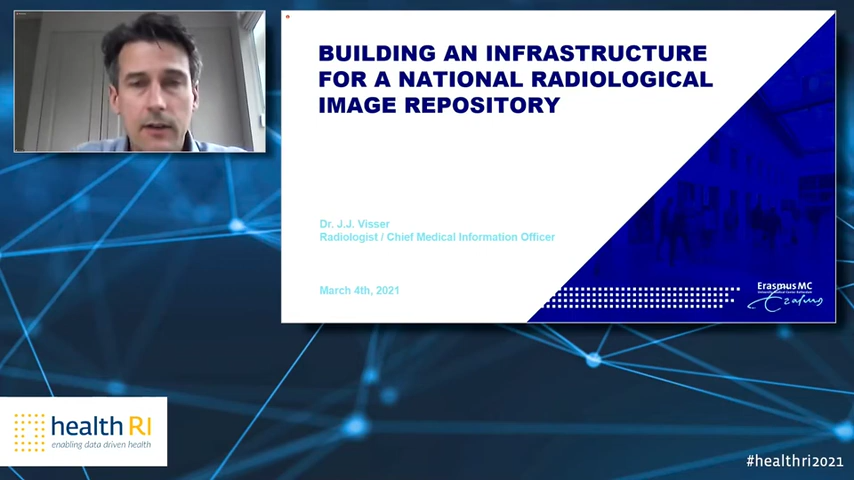 BUILDING AN INFRASTRUCTURE
FOR A NATIONAL RADIOLOGICAL
IMAGE REPOSITORY
Dr. J.J. Visser
Radiologist / Chief Medical Information Officer
March 4th, 2021
Erasmus MC
Erasmus
health RI
enabling data driven health
#healthri2021